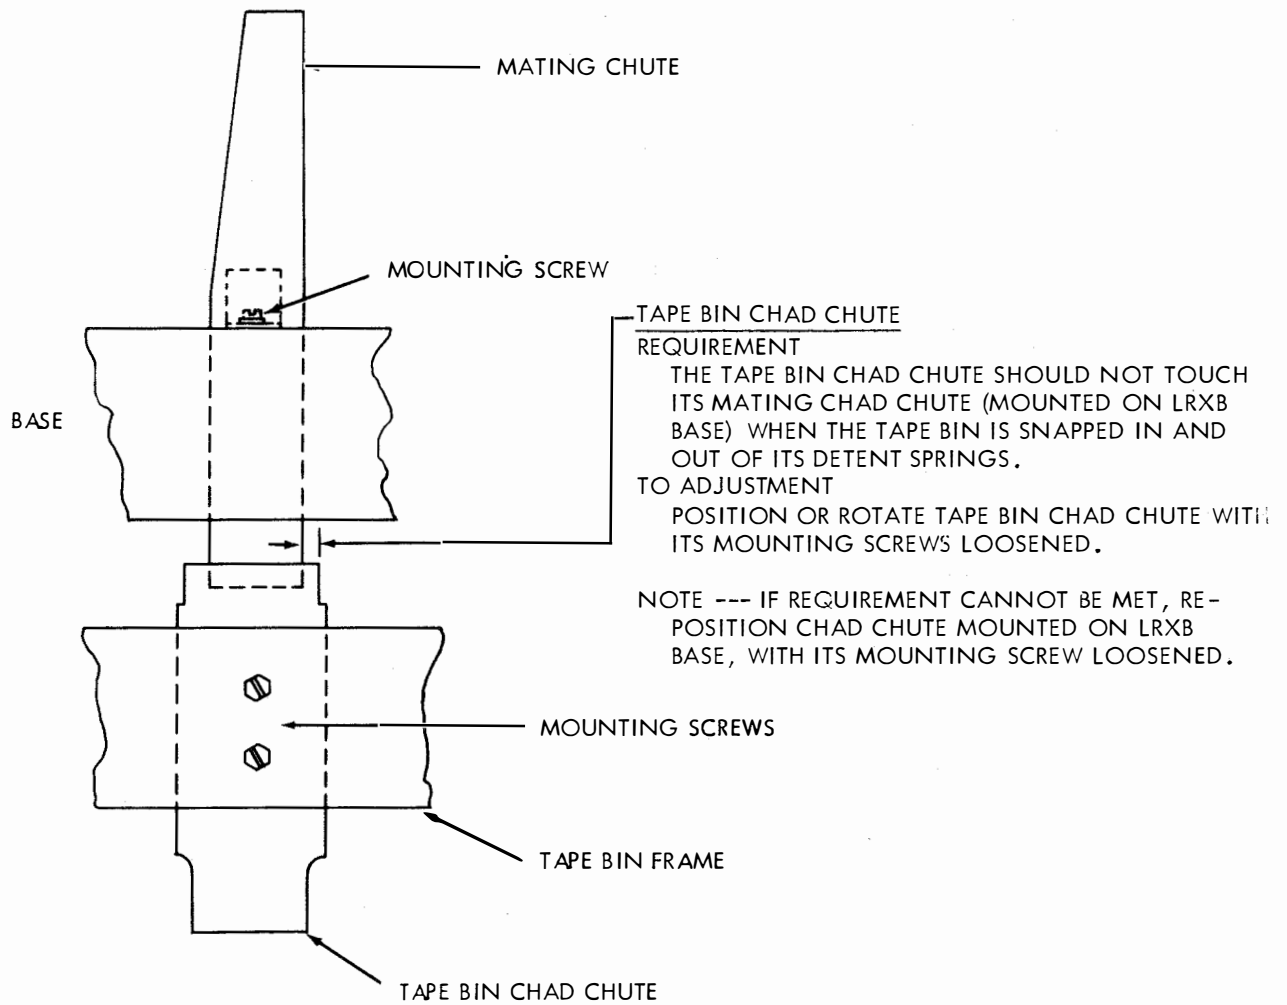 MATING CHUTE
MOUNTING SCREW
TAPE BIN CHAD CHUTE
REQUIREMENT
THE TAPE BIN CHAD CHUTE SHOULD NOT TOUCH
ITS MATING CHAD CHUTE (MOUNTED ON LRXB
BASE) WHEN THE TAPE BIN IS SNAPPED IN AND
OUT OF ITS DETENT SPRINGS.
TO ADJUSTMENT
POSITION OR ROTATE TAPE BIN CHAD CHUTE WITH
ITS MOUNTING SCREWS LOOSENED.
NOTE --- IF REQUIREMENT CANNOT BE MET, RE-
POSITION CHAD CHUTE MOUNTED ON LRXB
BASE, WITH ITS MOUNTING SCREW LOOSENED.
BASE
MOUNTING SCREWS
TAPE BIN FRAME
TAPE BIN CHAD CHUTE